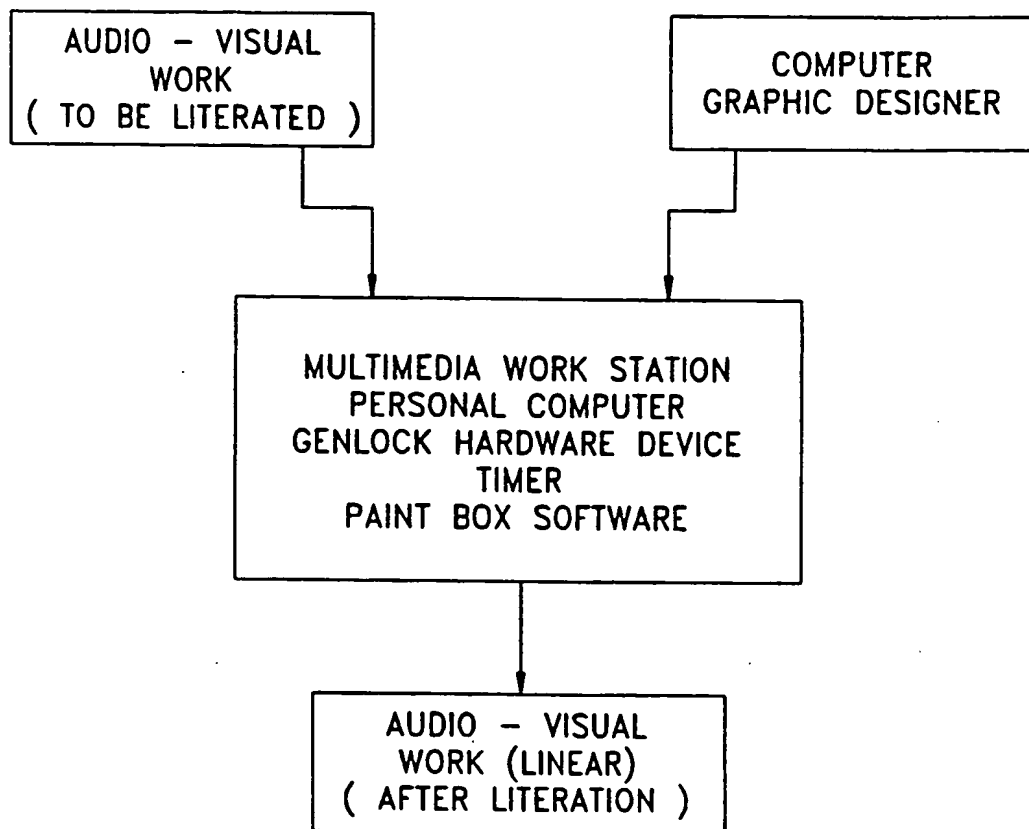 AUDIO – VISUAL
WORK
( TO BE LITERATED )
COMPUTER
GRAPHIC DESIGNER
MULTIMEDIA WORK STATION
PERSONAL COMPUTER
GENLOCK HARDWARE DEVICE
TIMER
PAINT BOX SOFTWARE
AUDIO – VISUAL
WORK (LINEAR)
( AFTER LITERATION )